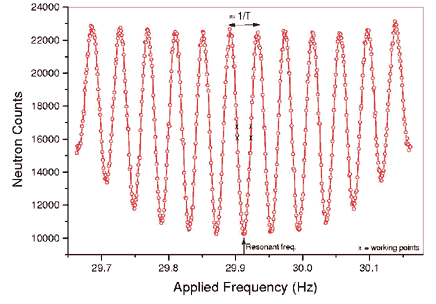 ≈ 1/T
24000
22000
20000
18000
16000
14000
12000
10000
Neutron Counts
Resonant freq.
x = working points
29.7
29.8
29.9
30.0
30.1
Applied Frequency (Hz)